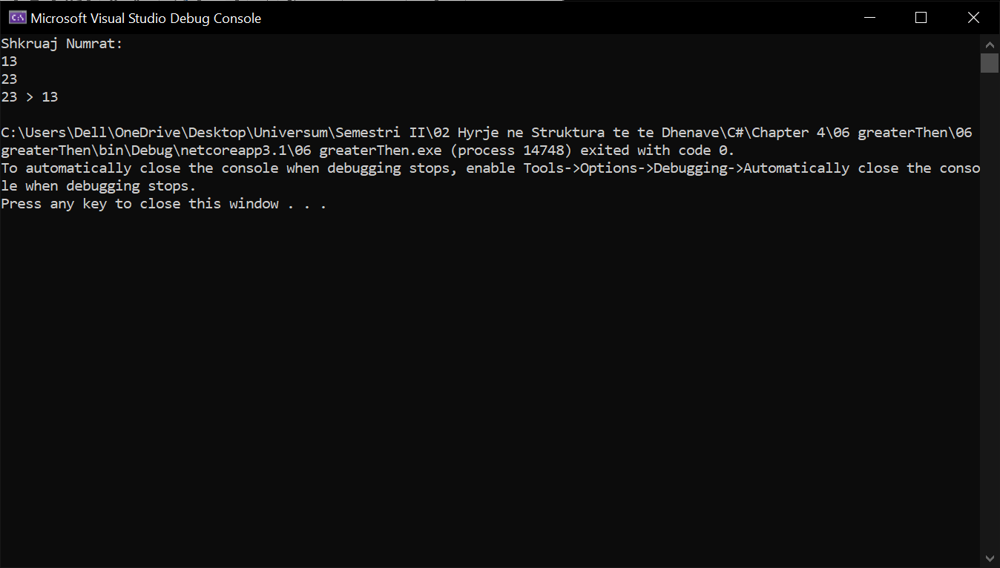 Microsoft Visual Studio Debug Console
Shkruaj Numrat:
13
23
23 > 13
C:\Users\Dell\OneDrive\Desktop\Universum\Semestri II\02 Hyrje ne Struktura te te Dhenave\C#\Chapter 4\06 greaterThen\06
greaterThen\bin\Debug\netcoreapp3.1\06 greaterThen.exe (process 14748) exited with code 0.
To automatically close the console when debugging stops, enable Tools->Options->Debugging->Automatically close the conso
le when debugging stops.
Press any key to close this window . . .